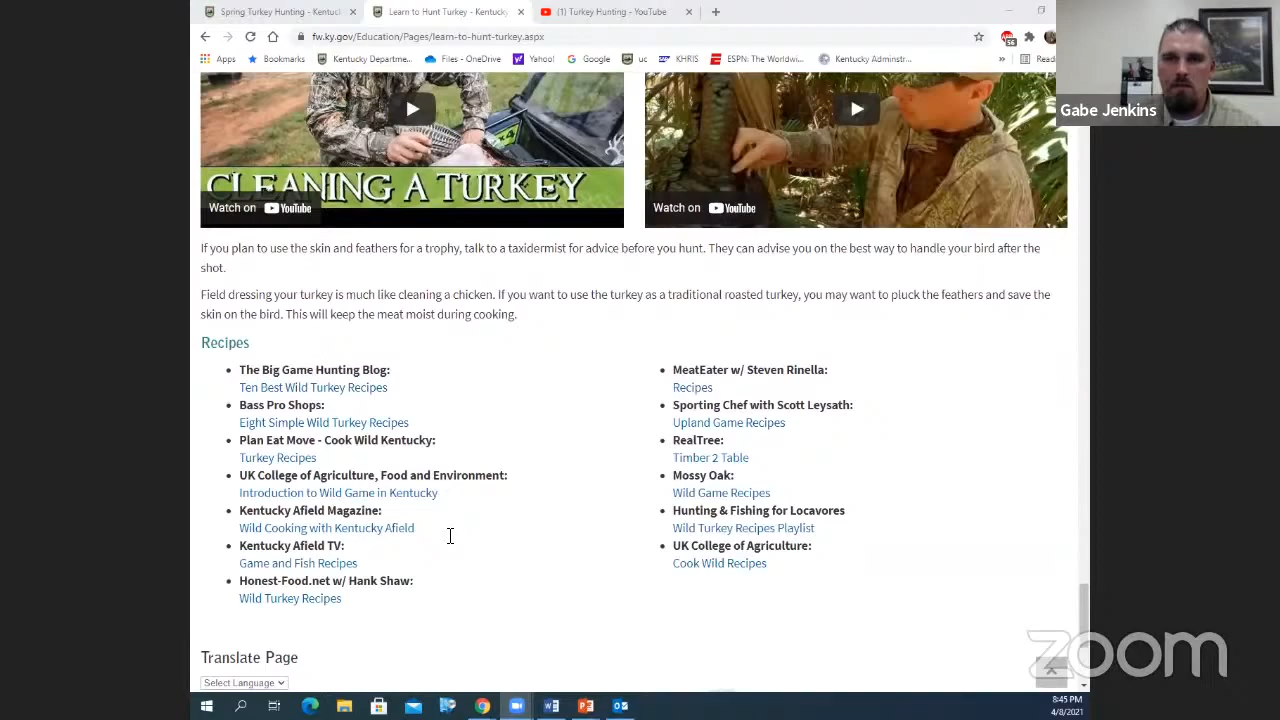 Spring Turkey Hunting - Kentuck
Learn to Hunt Turkey - Kentucky
(1) Turkey Hunting - YouTube
fw.ky.gov/Education/Pages/learn-to-hunt-turkey.aspx
56
Apps
Bookmarks
Kentucky Departme...
Files - OneDrive
Yahoo!
Google
uc
KHRIS
ESPN: The Worldwi...
Kentucky Adminstr...
»
Read
Gabe Jenkins
x4
CLEANING A TURKEY
Watch on YouTube
Watch on YouTube
If you plan to use the skin and feathers for a trophy, talk to a taxidermist for advice before you hunt. They can advise you on the best way to handle your bird after the
shot.
Field dressing your turkey is much like cleaning a chicken. If you want to use the turkey as a traditional roasted turkey, you may want to pluck the feathers and save the
skin on the bird. This will keep the meat moist during cooking.
Recipes
• The Big Game Hunting Blog:
Ten Best Wild Turkey Recipes
• Bass Pro Shops:
Eight Simple Wild Turkey Recipes
• Plan Eat Move - Cook Wild Kentucky:
Turkey Recipes
• UK College of Agriculture, Food and Environment:
Introduction to Wild Game in Kentucky
• Kentucky Afield Magazine:
Wild Cooking with Kentucky Afield
• Kentucky Afield TV:
Game and Fish Recipes
• Honest-Food.net w/ Hank Shaw:
Wild Turkey Recipes
• MeatEater w/ Steven Rinella:
Recipes
• Sporting Chef with Scott Leysath:
Upland Game Recipes
• RealTree:
Timber 2 Table
• Mossy Oak:
Wild Game Recipes
• Hunting & Fishing for Locavores
Wild Turkey Recipes Playlist
• UK College of Agriculture:
Cook Wild Recipes
Translate Page
Select Language
zoom
8:45 PM
4/8/2021